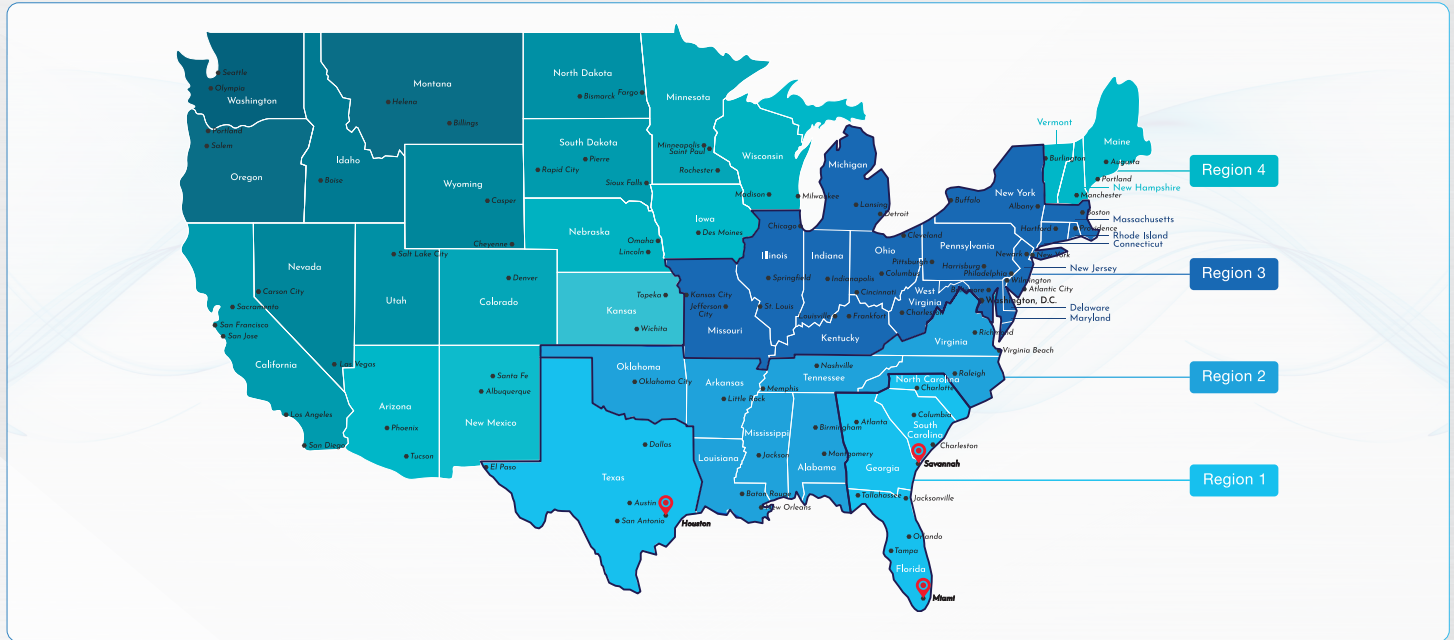 Seattle
Olympia
Washington
Portland
Salem
Oregon
Idaho
Boise
Montana
Helena
Billings
Wyoming
Casper
Cheyenne
North Dakota
Bismarck
Fargo
South Dakota
Pierre
Rapid City
Sioux Falls
Nebraska
Omaha
Lincoln
Minnesota
Minneapolis
Saint Paul
Rochester
Wisconsin
Madison
Milwaukee
Iowa
Des Moines
Michigan
Lansing
Detroit
Chicago
Illinois
Springfield
Indiana
Indianapolis
Ohio
Cleveland
Columbus
Cincinnati
Vermont
Burlington
Maine
Augusta
Portland
New Hampshire
Manchester
Region 4
New York
Buffalo
Albany
Boston
Massachusetts
Hartford
Providence
Rhode Island
Connecticut
Pennsylvania
Pittsburgh
Harrisburg
Philadelphia
Newark
New York
New Jersey
Region 3
Wilmington
Atlantic City
Baltimore
Washington, D.C.
Delaware
Maryland
West
Virginia
Charleston
Virginia
Richmond
Virginia Beach
Kentucky
Louisville
Frankfort
Missouri
Kansas City
Jefferson
City
St. Louis
Nevada
Carson City
Las Vegas
Sacramento
San Francisco
San Jose
California
Los Angeles
San Diego
Salt Lake City
Utah
Colorado
Denver
Kansas
Topeka
Wichita
Arizona
Phoenix
Tucson
New Mexico
Santa Fe
Albuquerque
Oklahoma
Oklahoma City
Arkansas
Little Rock
Tennessee
Nashville
Memphis
North Carolina
Raleigh
Charlotte
Region 2
Columbia
South
Carolina
Charleston
Mississippi
Jackson
Alabama
Birmingham
Montgomery
Georgia
Atlanta
Savannah
Region 1
Louisiana
Baton Rouge
New Orleans
Texas
El Paso
Dallas
Austin
San Antonio
Houston
Tallahassee
Jacksonville
Orlando
Tampa
Florida
Miami